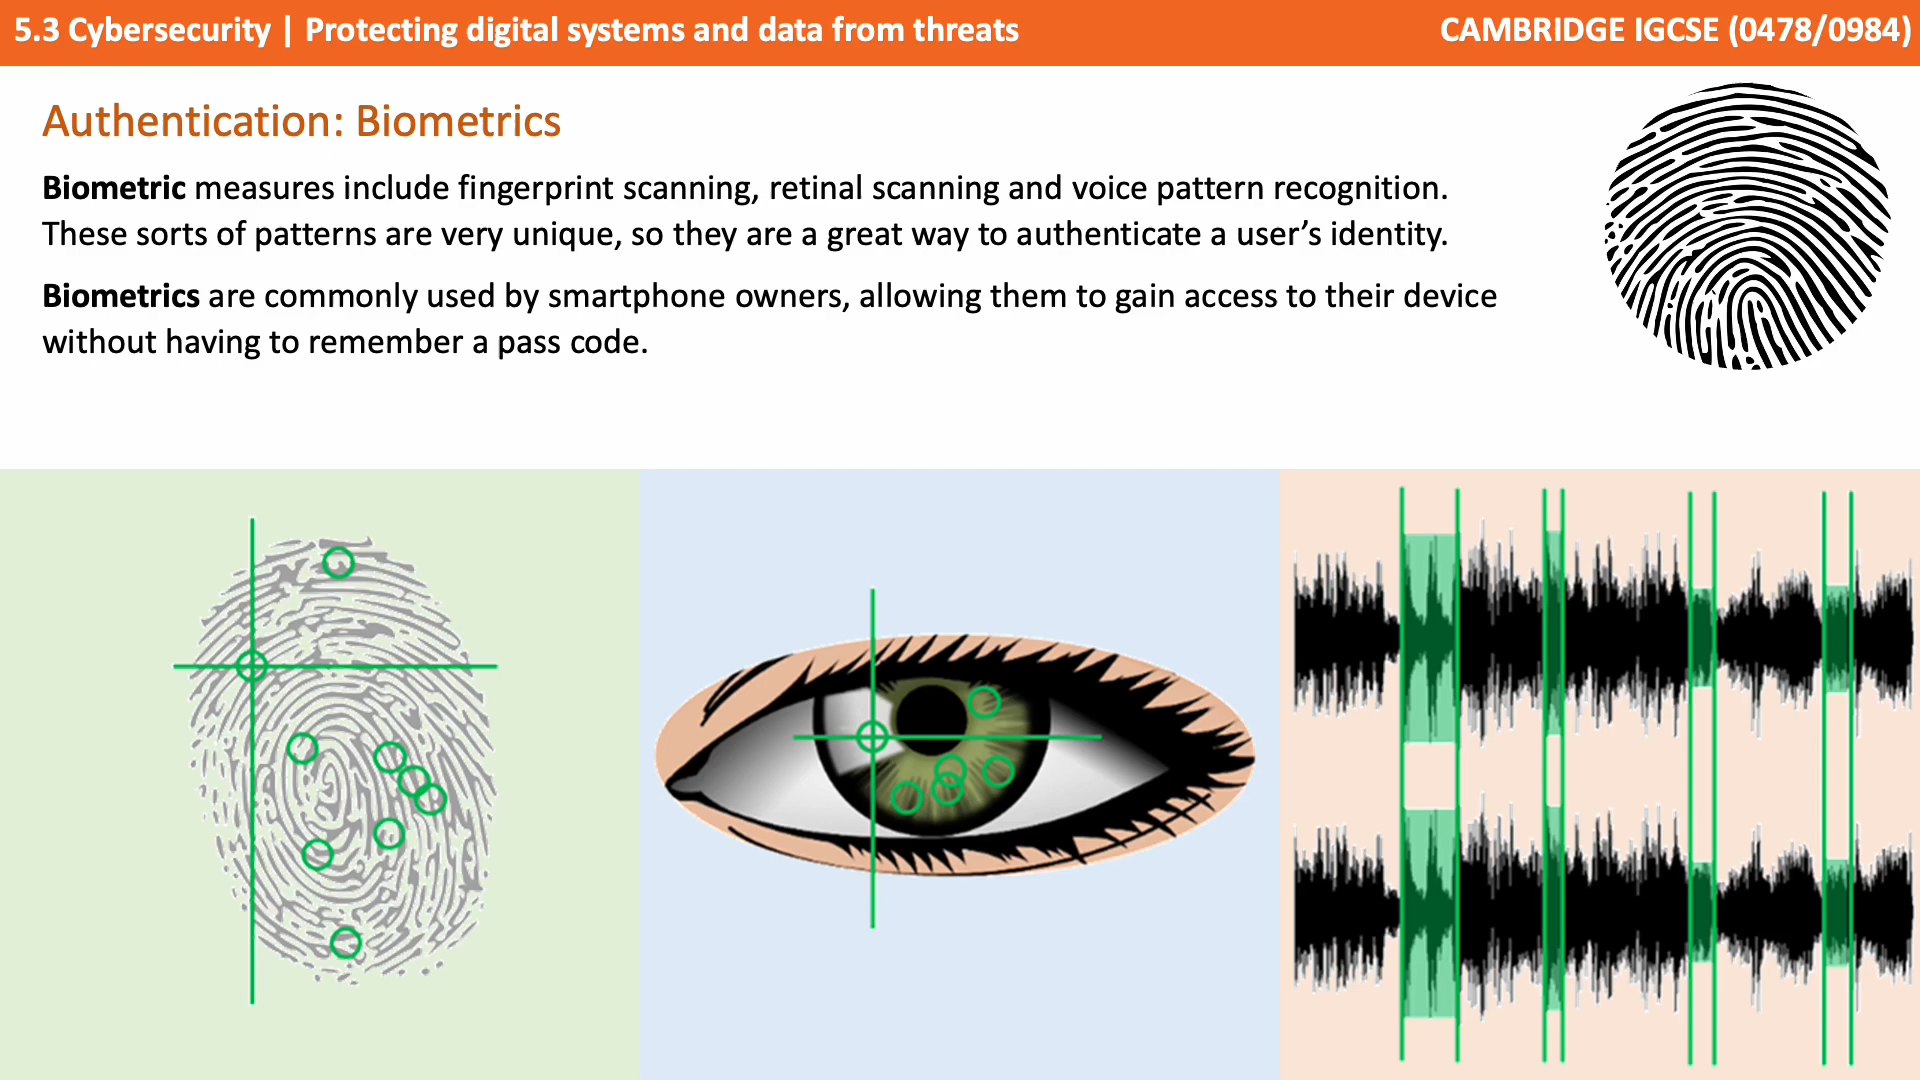 5.3 Cybersecurity | Protecting digital systems and data from threats
CAMBRIDGE IGCSE (0478/0984)
Authentication: Biometrics
Biometric measures include fingerprint scanning, retinal scanning and voice pattern recognition.
These sorts of patterns are very unique, so they are a great way to authenticate a user’s identity.
Biometrics are commonly used by smartphone owners, allowing them to gain access to their device
without having to remember a pass code.